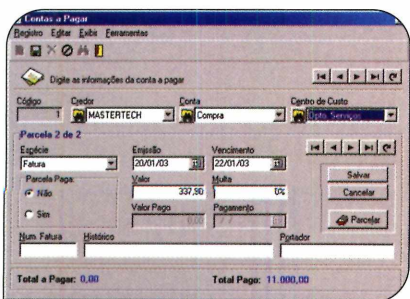 Contas a Pagar
Registro Editar Exibir Ferramentas
Digite as informações da conta a pagar
Código Credor Conta Centro de Custo
1 MASTERTECH Compra Dpto. Serviços
Parcela 2 de 2
Espécie Emissão Vencimento
Fatura 20/01/03 22/01/03
Parcela Paga: Valor Multa Salvar
Não 337,90 0% Cancelar
Valor Pago Pagamento
Sim Parcelar
Num. Fatura Histórico Portador
Total a Pagar: 0,00 Total Pago: 11.000,00